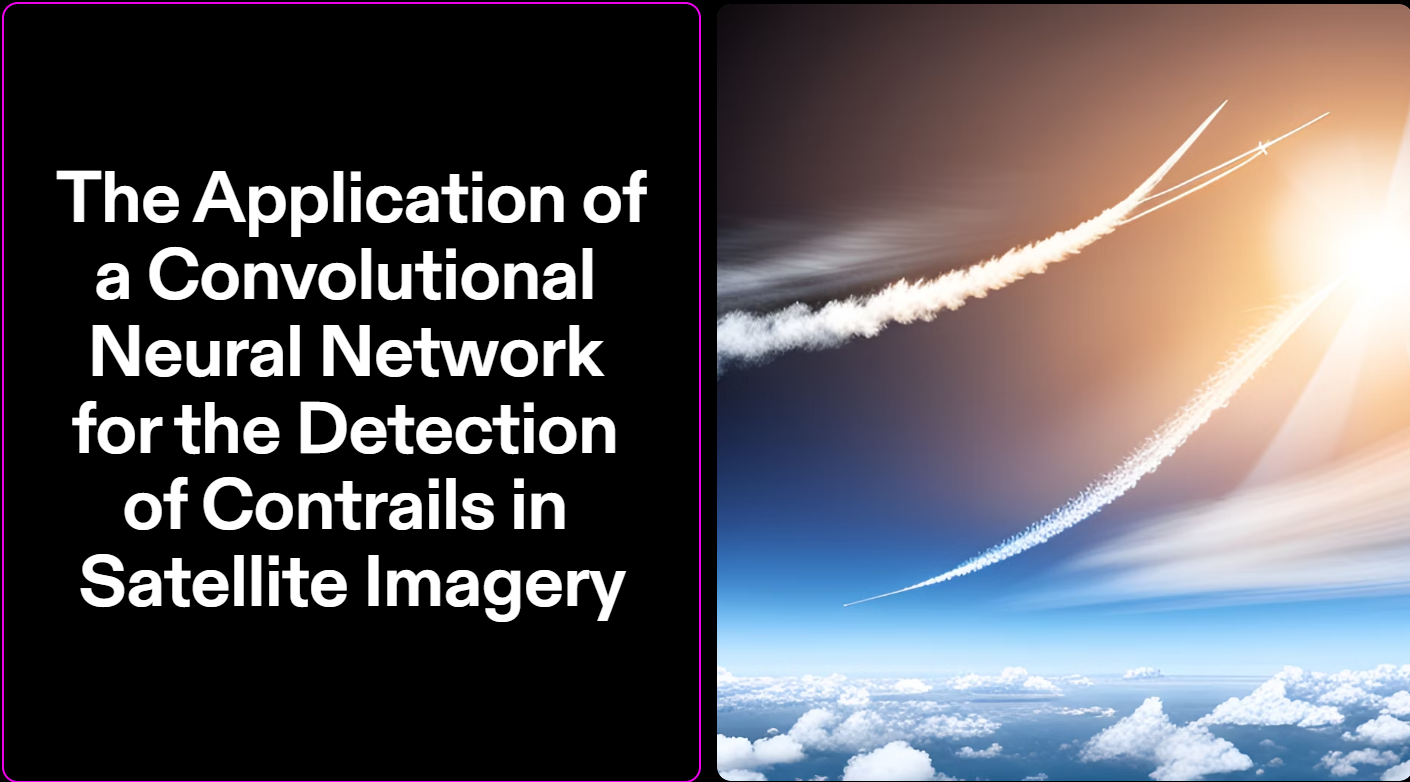 The Application of
a Convolutional
Neural Network
for the Detection
of Contrails in
Satellite Imagery